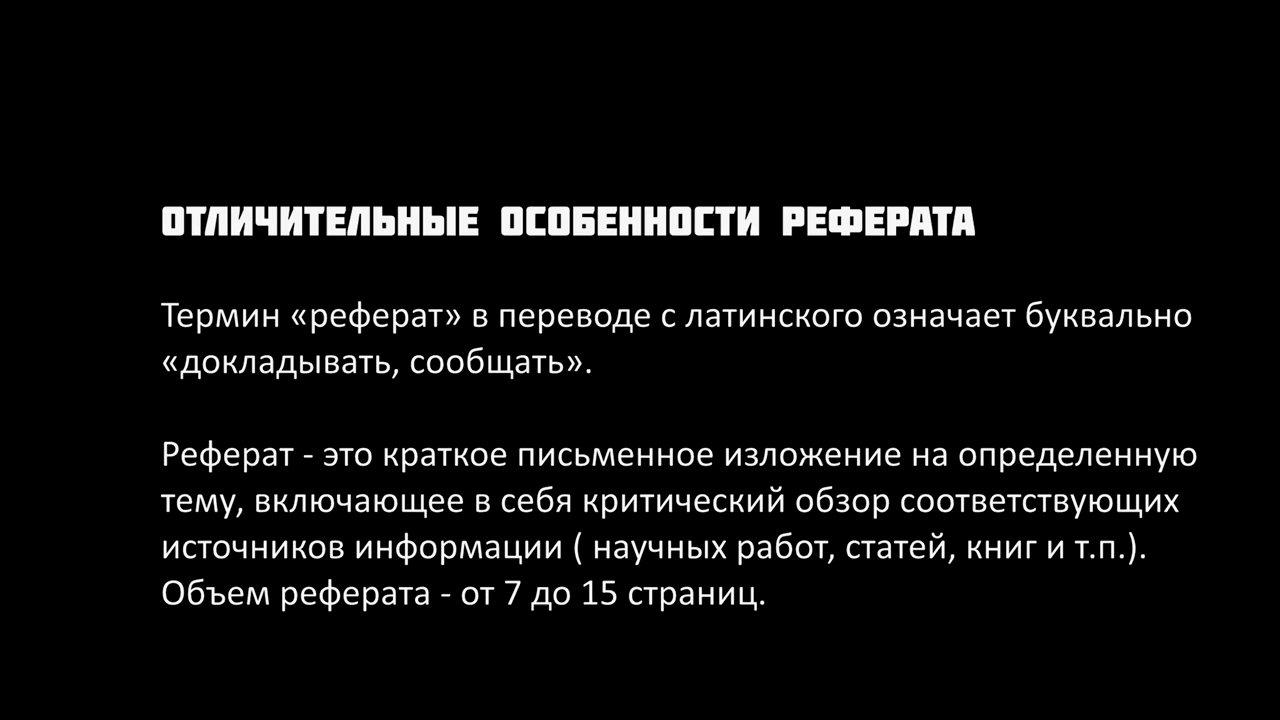 ОТЛИЧИТЕЛЬНЫЕ ОСОБЕННОСТИ РЕФЕРАТА
Термин «реферат» в переводе с латинского означает буквально
«докладывать, сообщать».
Реферат - это краткое письменное изложение на определенную
тему, включающее в себя критический обзор соответствующих
источников информации ( научных работ, статей, книг и т.п.).
Объем реферата - от 7 до 15 страниц.